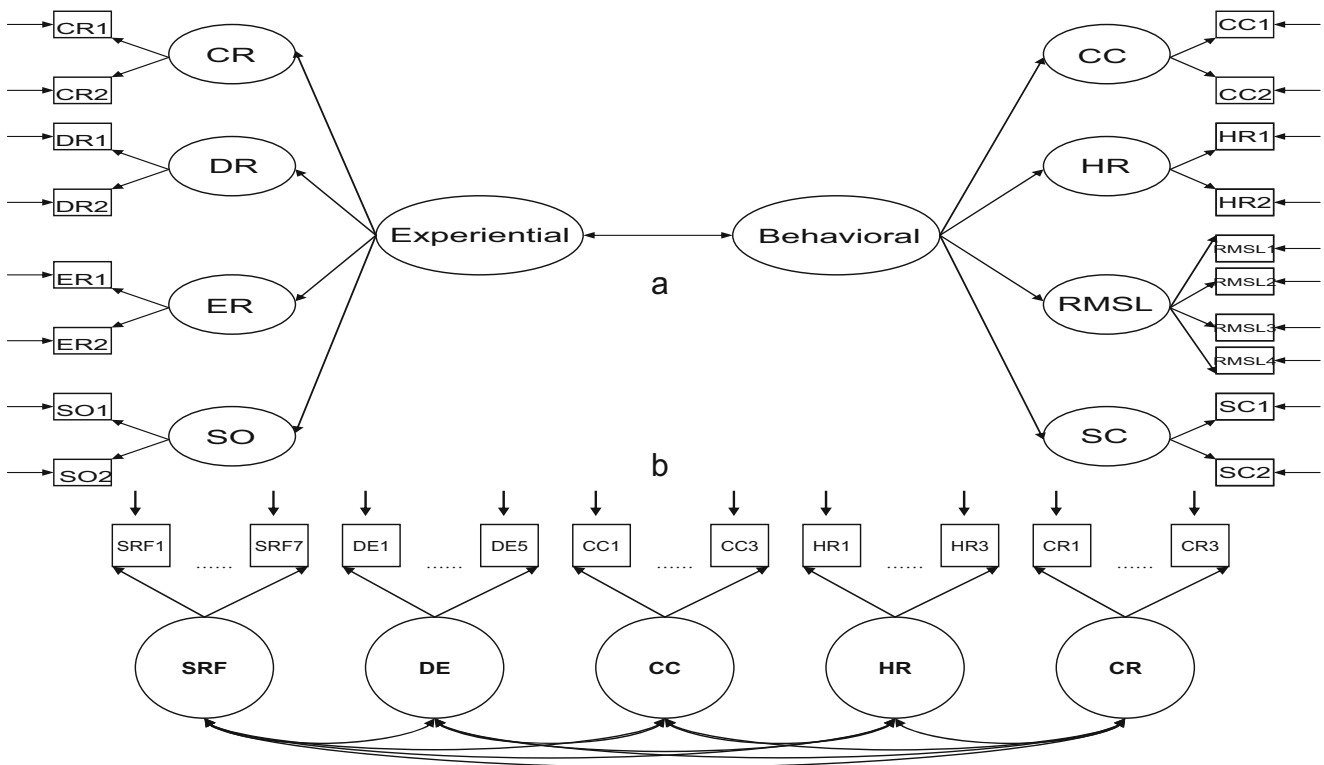 CR1
CR
CR2
DR1
DR
DR2
ER1
ER
ER2
SO1
SO
SO2
Experiential
Behavioral
CC
CC1
CC2
HR
HR1
HR2
RMSL
RMSL1
RMSL2
RMSL3
RMSL4
SC
SC1
SC2
a
b
SRF1 ...... SRF7 DE1 ...... DE5 CC1 ...... CC3 HR1 ...... HR3 CR1 ...... CR3
SRF DE CC HR CR